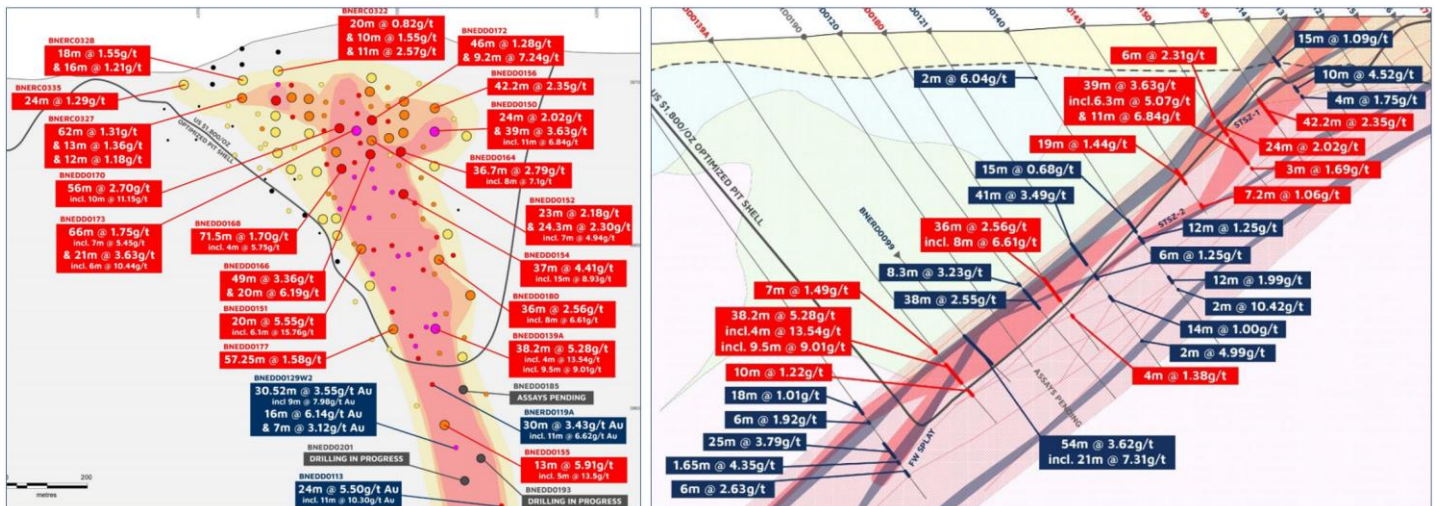 BNERC0322
20m @ 0.82g/t
& 10m @ 1.55g/t
& 11m @ 2.57g/t
BNERC0328
18m @ 1.55g/t
& 16m @ 1.21g/t
BNEDD0172
46m @ 1.28g/t
& 9.2m @ 7.24g/t
BNERC0335
24m @ 1.29g/t
BNEDD0156
42.2m @ 2.35g/t
BNERC0327
62m @ 1.31g/t
& 13m @ 1.36g/t
& 12m @ 1.18g/t
US $1,800/OZ
OPTIMIZED PIT SHELL
BNEDD0150
24m @ 2.02g/t
& 39m @ 3.63g/t
incl. 11m @ 6.84g/t
BNEDD0164
36.7m @ 2.79g/t
incl. 8m @ 7.1g/t
BNEDD0170
56m @ 2.70g/t
incl. 10m @ 11.15g/t
BNEDD0152
23m @ 2.18g/t
& 24.3m @ 2.30g/t
incl. 7m @ 4.94g/t
BNEDD0173
66m @ 1.75g/t
incl. 7m @ 5.45g/t
& 21m @ 3.63g/t
incl. 6m @ 10.44g/t
BNEDD0168
71.5m @ 1.70g/t
incl. 4m @ 5.75g/t
BNEDD0154
37m @ 4.41g/t
incl. 15m @ 8.93g/t
BNEDD0166
49m @ 3.36g/t
& 20m @ 6.19g/t
BNEDD0180
36m @ 2.56g/t
incl. 8m @ 6.61g/t
BNEDD0151
20m @ 5.55g/t
incl. 6.1m @ 15.76g/t
BNEDD0139A
38.2m @ 5.28g/t
incl. 4m @ 13.54g/t
incl. 9.5m @ 9.01g/t
BNEDD0177
57.25m @ 1.58g/t
BNEDD0129W2
30.52m @ 3.55g/t Au
incl 9m @ 7.98g/t Au
16m @ 6.14g/t Au
& 7m @ 3.12g/t Au
BNEDD0185
ASSAYS PENDING
BNERD0119A
30m @ 3.43g/t Au
incl. 11m @ 6.62g/t Au
BNEDD0201
DRILLING IN PROGRESS
BNEDD0155
13m @ 5.91g/t
incl. 5m @ 13.5g/t
BNEDD0113
24m @ 5.50g/t Au
incl. 11m @ 10.30g/t Au
BNEDD0193
DRILLING IN PROGRESS
0
200
metres
DD0139A
D0190
DD0120
DD0180
D0121
D0140
0145
0150
56
15m @ 1.09g/t
6m @ 2.31g/t
10m @ 4.52g/t
2m @ 6.04g/t
39m @ 3.63g/t
incl.6.3m @ 5.07g/t
& 11m @ 6.84g/t
4m @ 1.75g/t
STSZ-1
42.2m @ 2.35g/t
US $1,800/OZ OPTIMIZED PIT SHELL
19m @ 1.44g/t
24m @ 2.02g/t
15m @ 0.68g/t
3m @ 1.69g/t
41m @ 3.49g/t
7.2m @ 1.06g/t
STSZ-2
BNERD0099
36m @ 2.56g/t
incl. 8m @ 6.61g/t
12m @ 1.25g/t
6m @ 1.25g/t
8.3m @ 3.23g/t
12m @ 1.99g/t
7m @ 1.49g/t
38m @ 2.55g/t
2m @ 10.42g/t
38.2m @ 5.28g/t
incl.4m @ 13.54g/t
incl. 9.5m @ 9.01g/t
14m @ 1.00g/t
2m @ 4.99g/t
10m @ 1.22g/t
4m @ 1.38g/t
ASSAYS PENDING
18m @ 1.01g/t
6m @ 1.92g/t
25m @ 3.79g/t
FW SPLAY
54m @ 3.62g/t
incl. 21m @ 7.31g/t
1.65m @ 4.35g/t
6m @ 2.63g/t